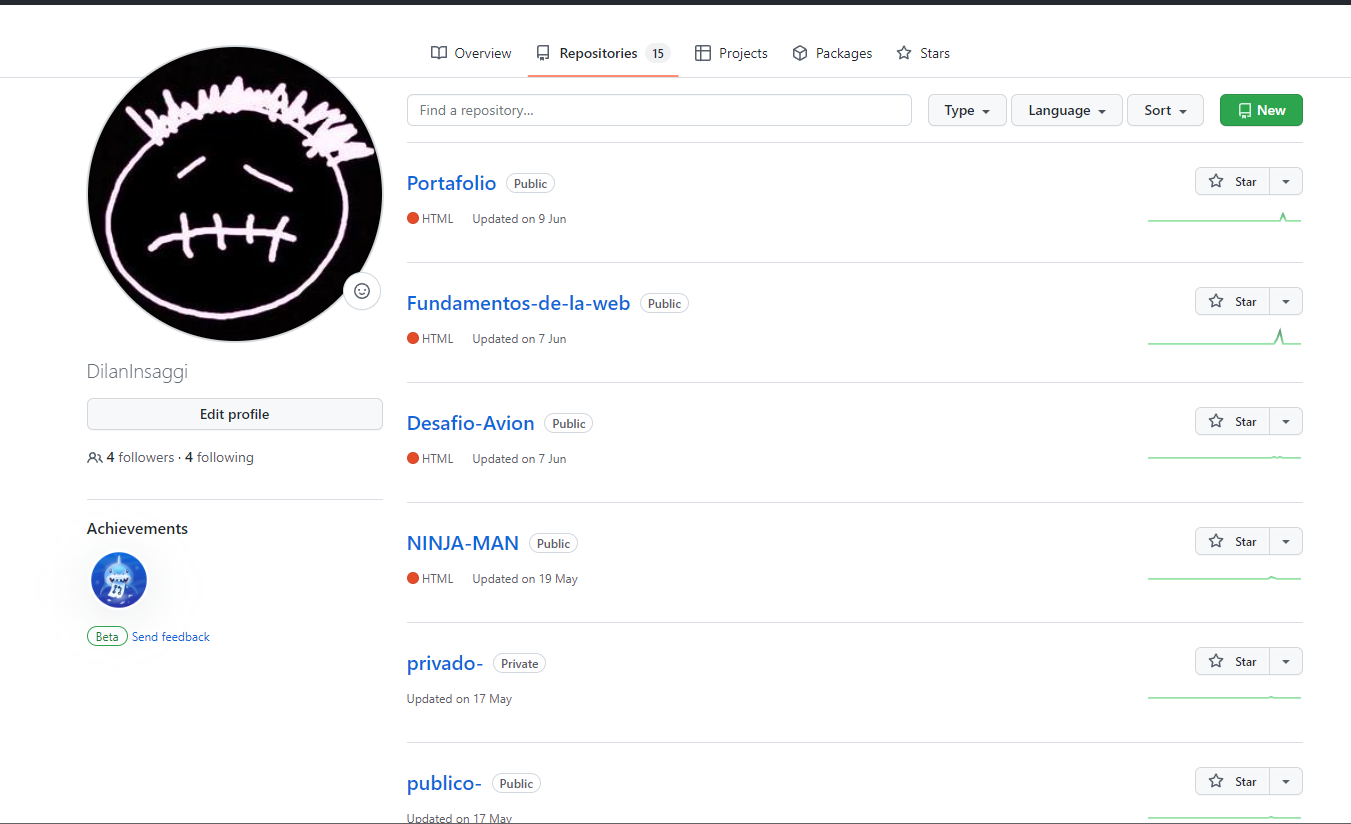 Overview Repositories 15 Projects Packages Stars
Find a repository... Type Language Sort New
Portafolio Public Star
HTML Updated on 9 Jun
Fundamentos-de-la-web Public Star
HTML Updated on 7 Jun
DilanInsaggi
Edit profile
4 followers · 4 following
Desafio-Avion Public Star
HTML Updated on 7 Jun
Achievements
Beta Send feedback
NINJA-MAN Public Star
HTML Updated on 19 May
privado- Private Star
Updated on 17 May
publico- Public Star
Updated on 17 May